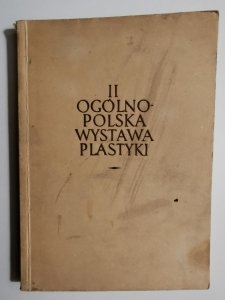 II
OGÓLNO-
POLSKA
WYSTAWA
PLASTYKI